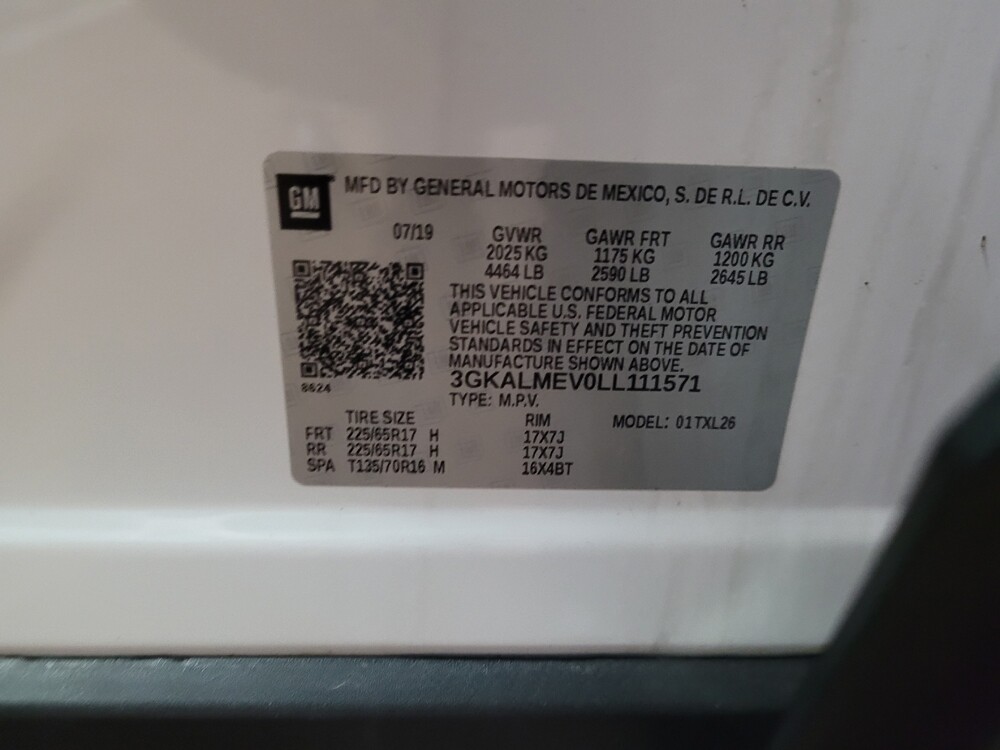 GM MFD BY GENERAL MOTORS DE MEXICO, S. DE R.L. DE C.V.
07/19 GVWR GAWR FRT GAWR RR
2025 KG 1175 KG 1200 KG
4464 LB 2590 LB 2645 LB
THIS VEHICLE CONFORMS TO ALL
APPLICABLE U.S. FEDERAL MOTOR
VEHICLE SAFETY AND THEFT PREVENTION
STANDARDS IN EFFECT ON THE DATE OF
MANUFACTURE SHOWN ABOVE.
8624
3GKALMEV0LL111571
TYPE: M.P.V.
TIRE SIZE RIM MODEL: 01TXL26
FRT 225/65R17 H 17X7J
RR 225/65R17 H 17X7J
SPA T135/70R16 M 16X4BT